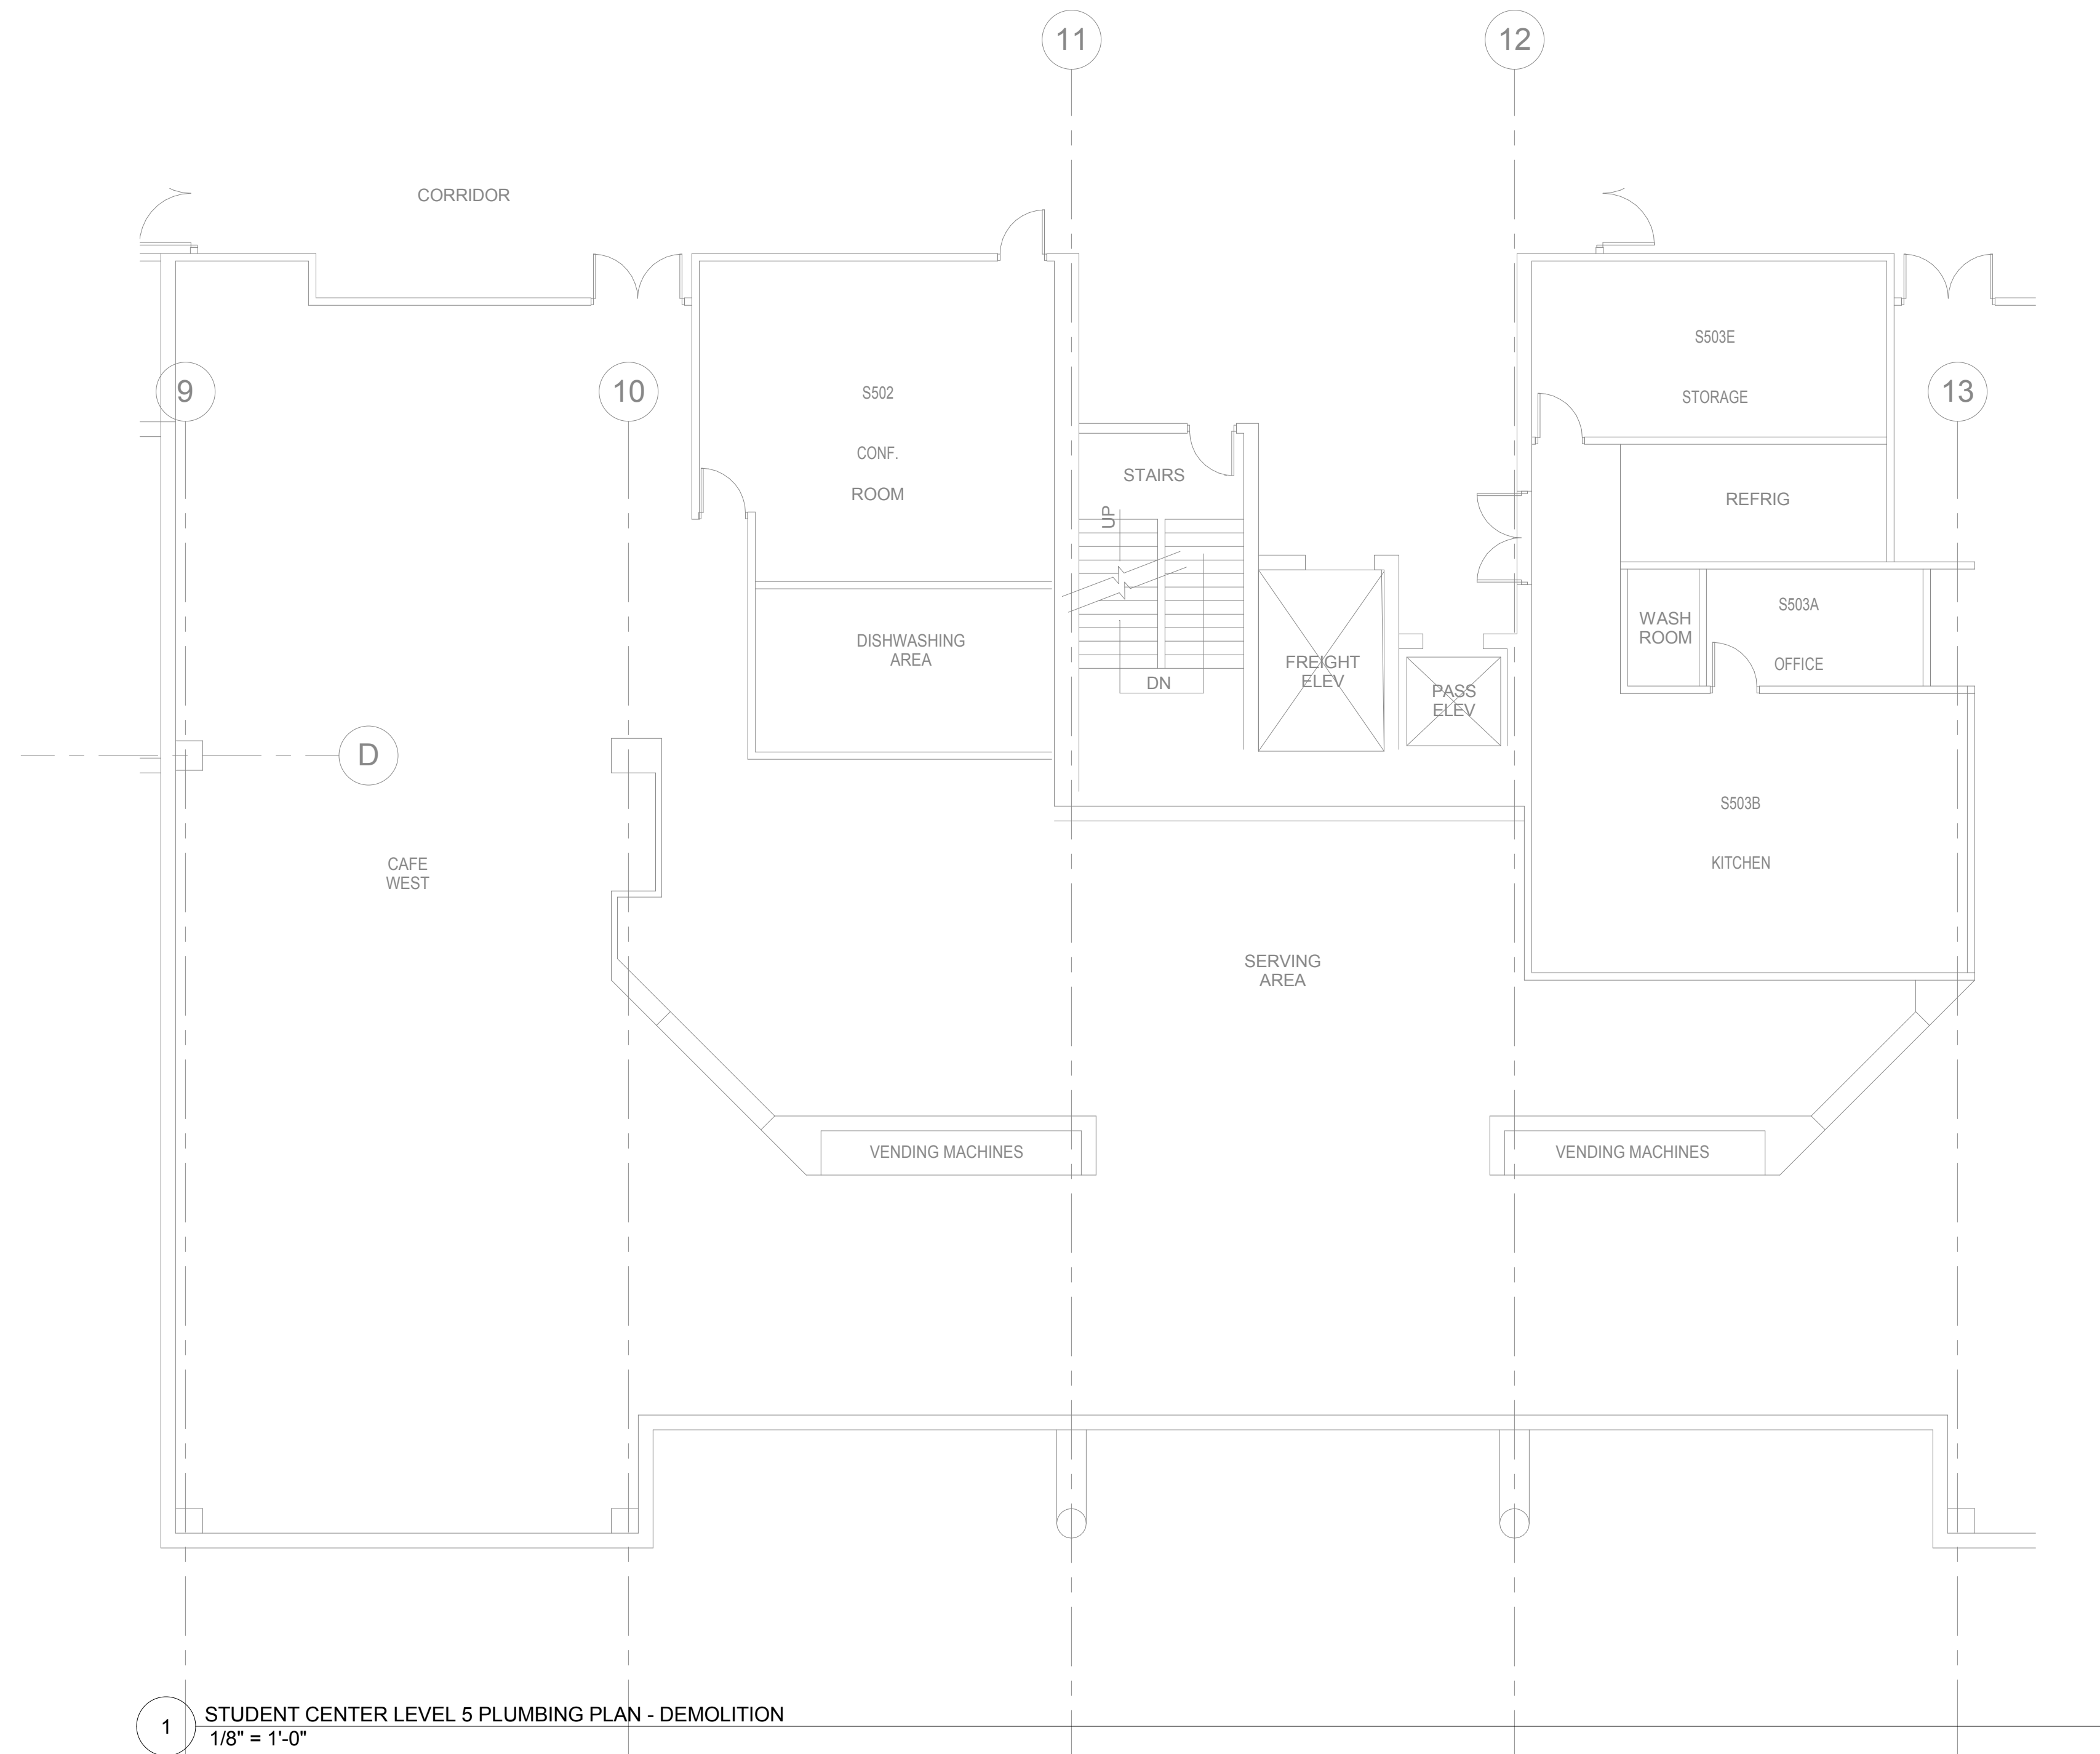 11
12
CORRIDOR
S503E
9
10
S502
STORAGE
13
CONF.
ROOM
STAIRS
REFRIG
UP
S503A
WASH
ROOM
DISHWASHING
AREA
OFFICE
FREIGHT
ELEV
DN
PASS
ELEV
D
S503B
CAFE
WEST
KITCHEN
SERVING
AREA
VENDING MACHINES
VENDING MACHINES
1
STUDENT CENTER LEVEL 5 PLUMBING PLAN - DEMOLITION
1/8" = 1'-0"